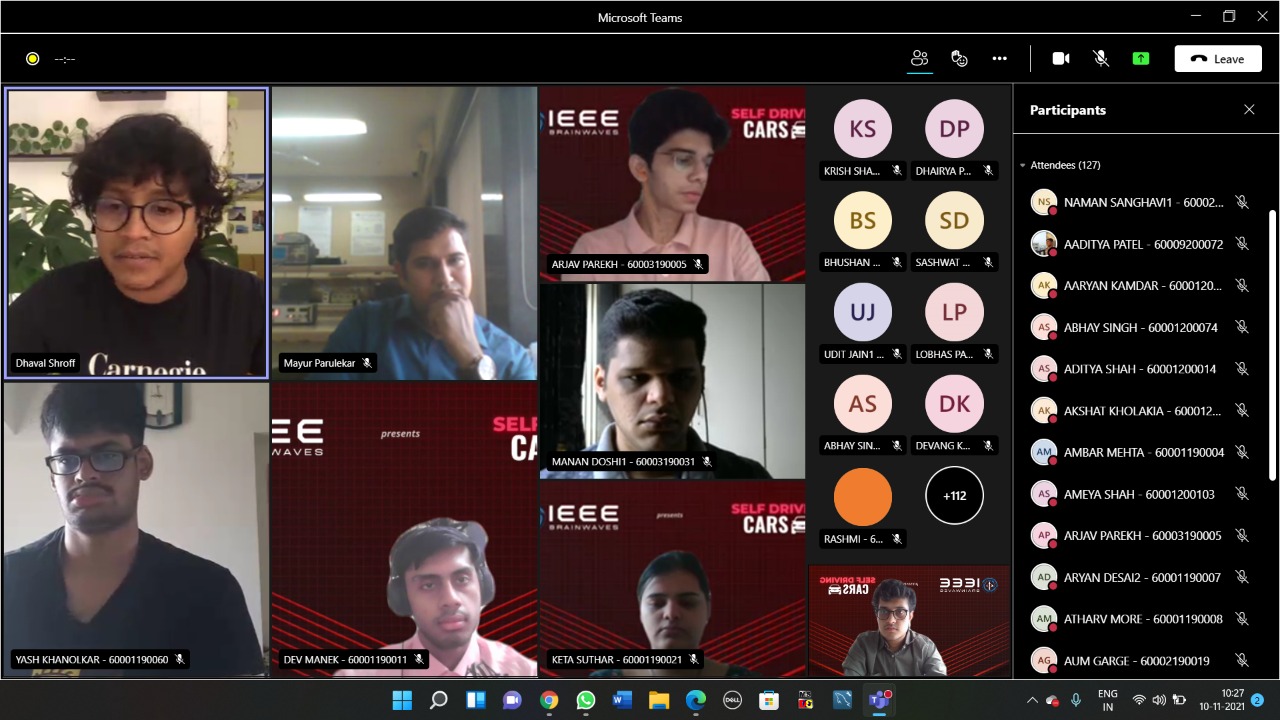 Microsoft Teams
--:--
Leave
Dhaval Shroff
Carnegie
Mayur Parulekar
IEEE
BRAINWAVES
SELF DRIV
CARS
ARJAV PAREKH - 60003190005
MANAN DOSHI1 - 60003190031
YASH KHANOLKAR - 60001190060
EE
WAVES
presents
SELF
CA
DEV MANEK - 60001190011
IEEE
BRAINWAVES
presents
SELF DRIV
CARS
KETA SUTHAR - 60001190021
KS
DP
KRISH SHA...
DHAIRYA P...
BS
SD
BHUSHAN ...
SASHWAT ...
UJ
LP
UDIT JAIN1 ...
LOBHAS PA...
AS
DK
ABHAY SIN...
DEVANG K...
+112
RASHMI - 6...
SELF DRIVING
CARS
IEEE
BRAINWAVES
Participants
Attendees (127)
NS NAMAN SANGHAVI1 - 60002...
AADITYA PATEL - 60009200072
AK AARYAN KAMDAR - 6000120...
AS ABHAY SINGH - 60001200074
AS ADITYA SHAH - 60001200014
AK AKSHAT KHOLAKIA - 600012...
AM AMBAR MEHTA - 60001190004
AS AMEYA SHAH - 60001200103
AP ARJAV PAREKH - 60003190005
AD ARYAN DESAI2 - 60001190007
AM ATHARV MORE - 60001190008
AG AUM GARGE - 60002190019
W
DELL
T
ENG
IN
10:27
10-11-2021
2